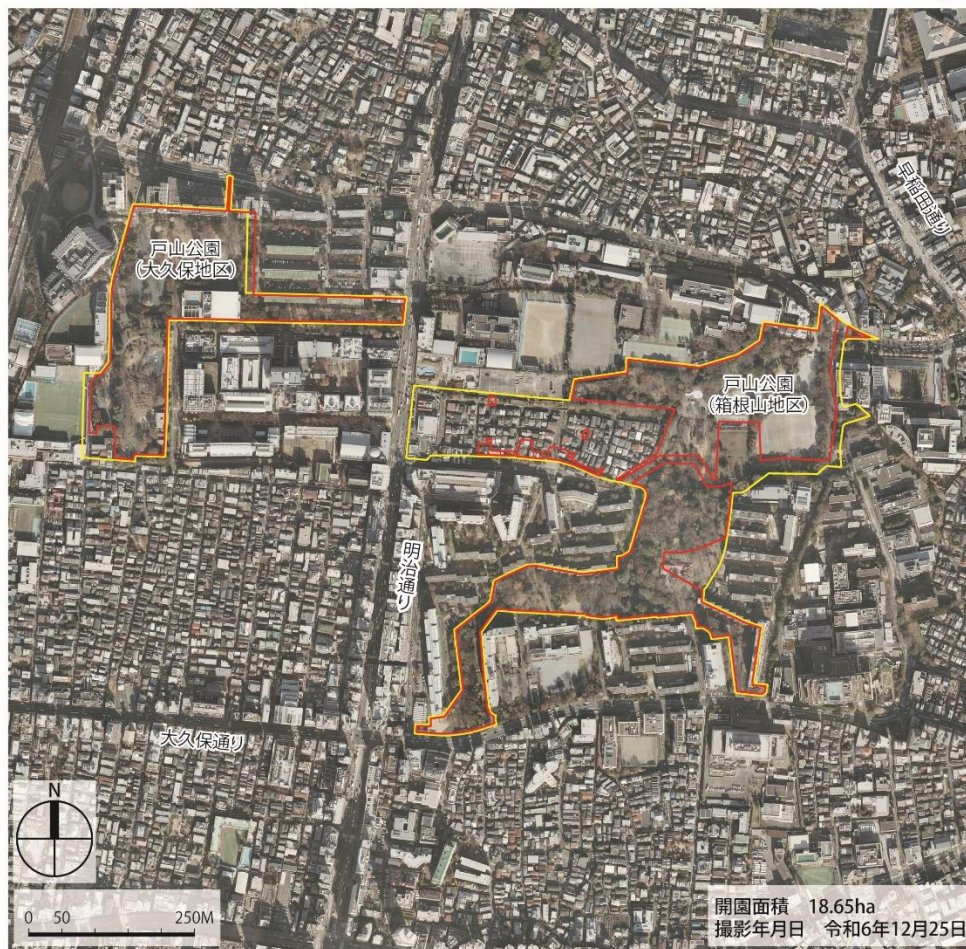 早稲田通り
戸山公園
（大久保地区）
戸山公園
（箱根山地区）
明治通り
大久保通り
N
0 50 250M
開園面積 18.65ha
撮影年月日 令和6年12月25日